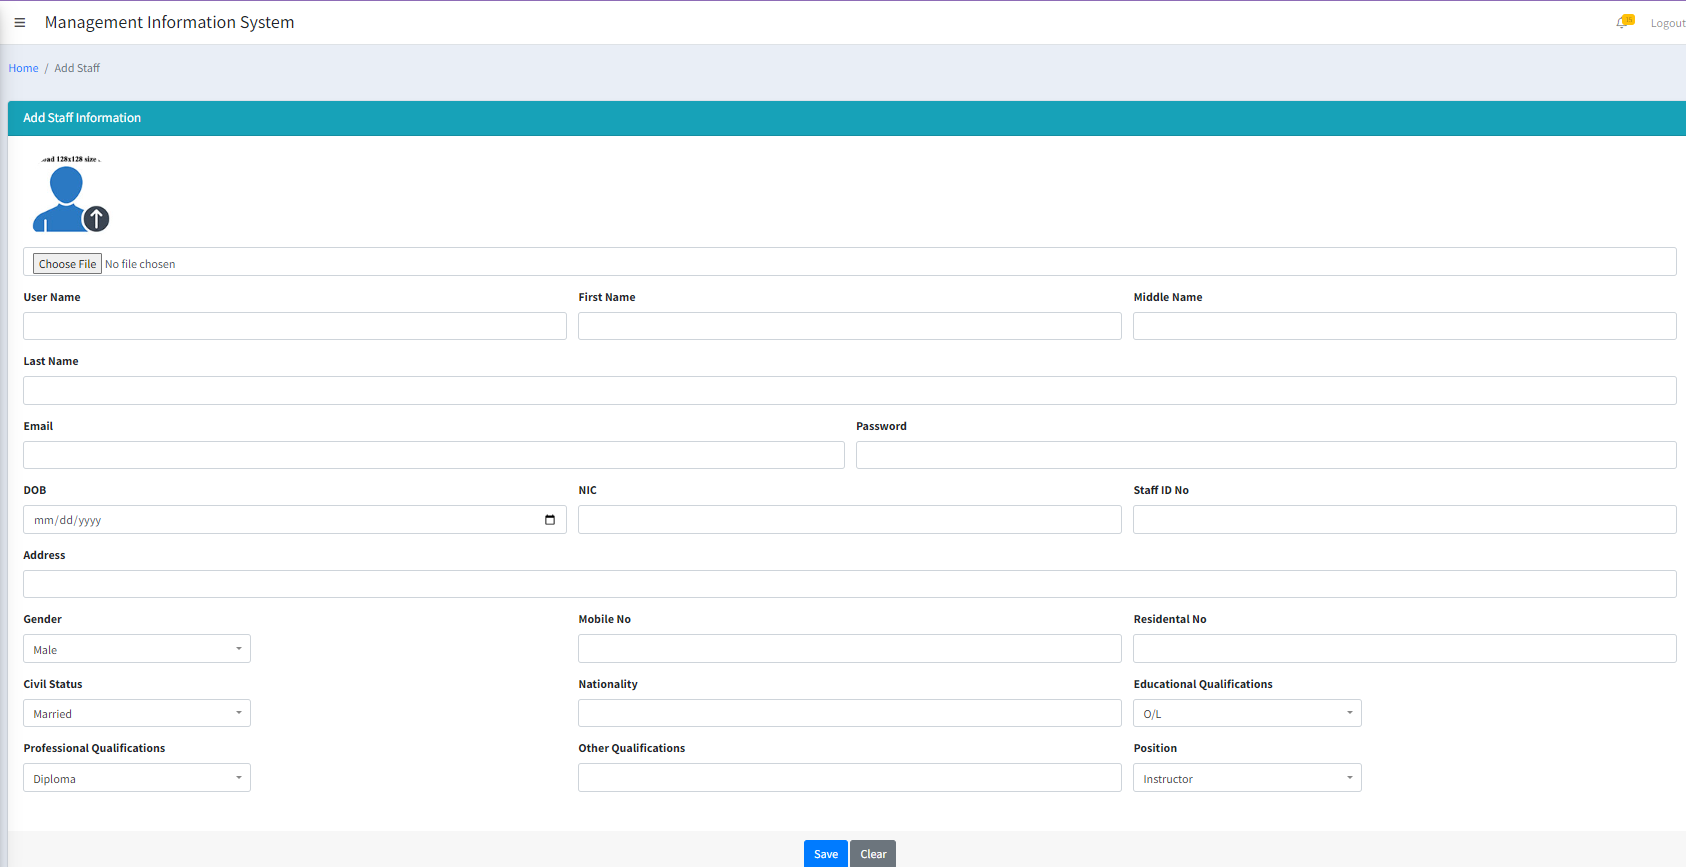 Management Information System
15
Logout
Home / Add Staff
Add Staff Information
128x128 size
Choose File No file chosen
User Name First Name Middle Name
Last Name
Email Password
DOB NIC Staff ID No
mm/dd/yyyy
Address
Gender Mobile No Residental No
Male
Civil Status Nationality Educational Qualifications
Married O/L
Professional Qualifications Other Qualifications Position
Diploma Instructor
Save Clear